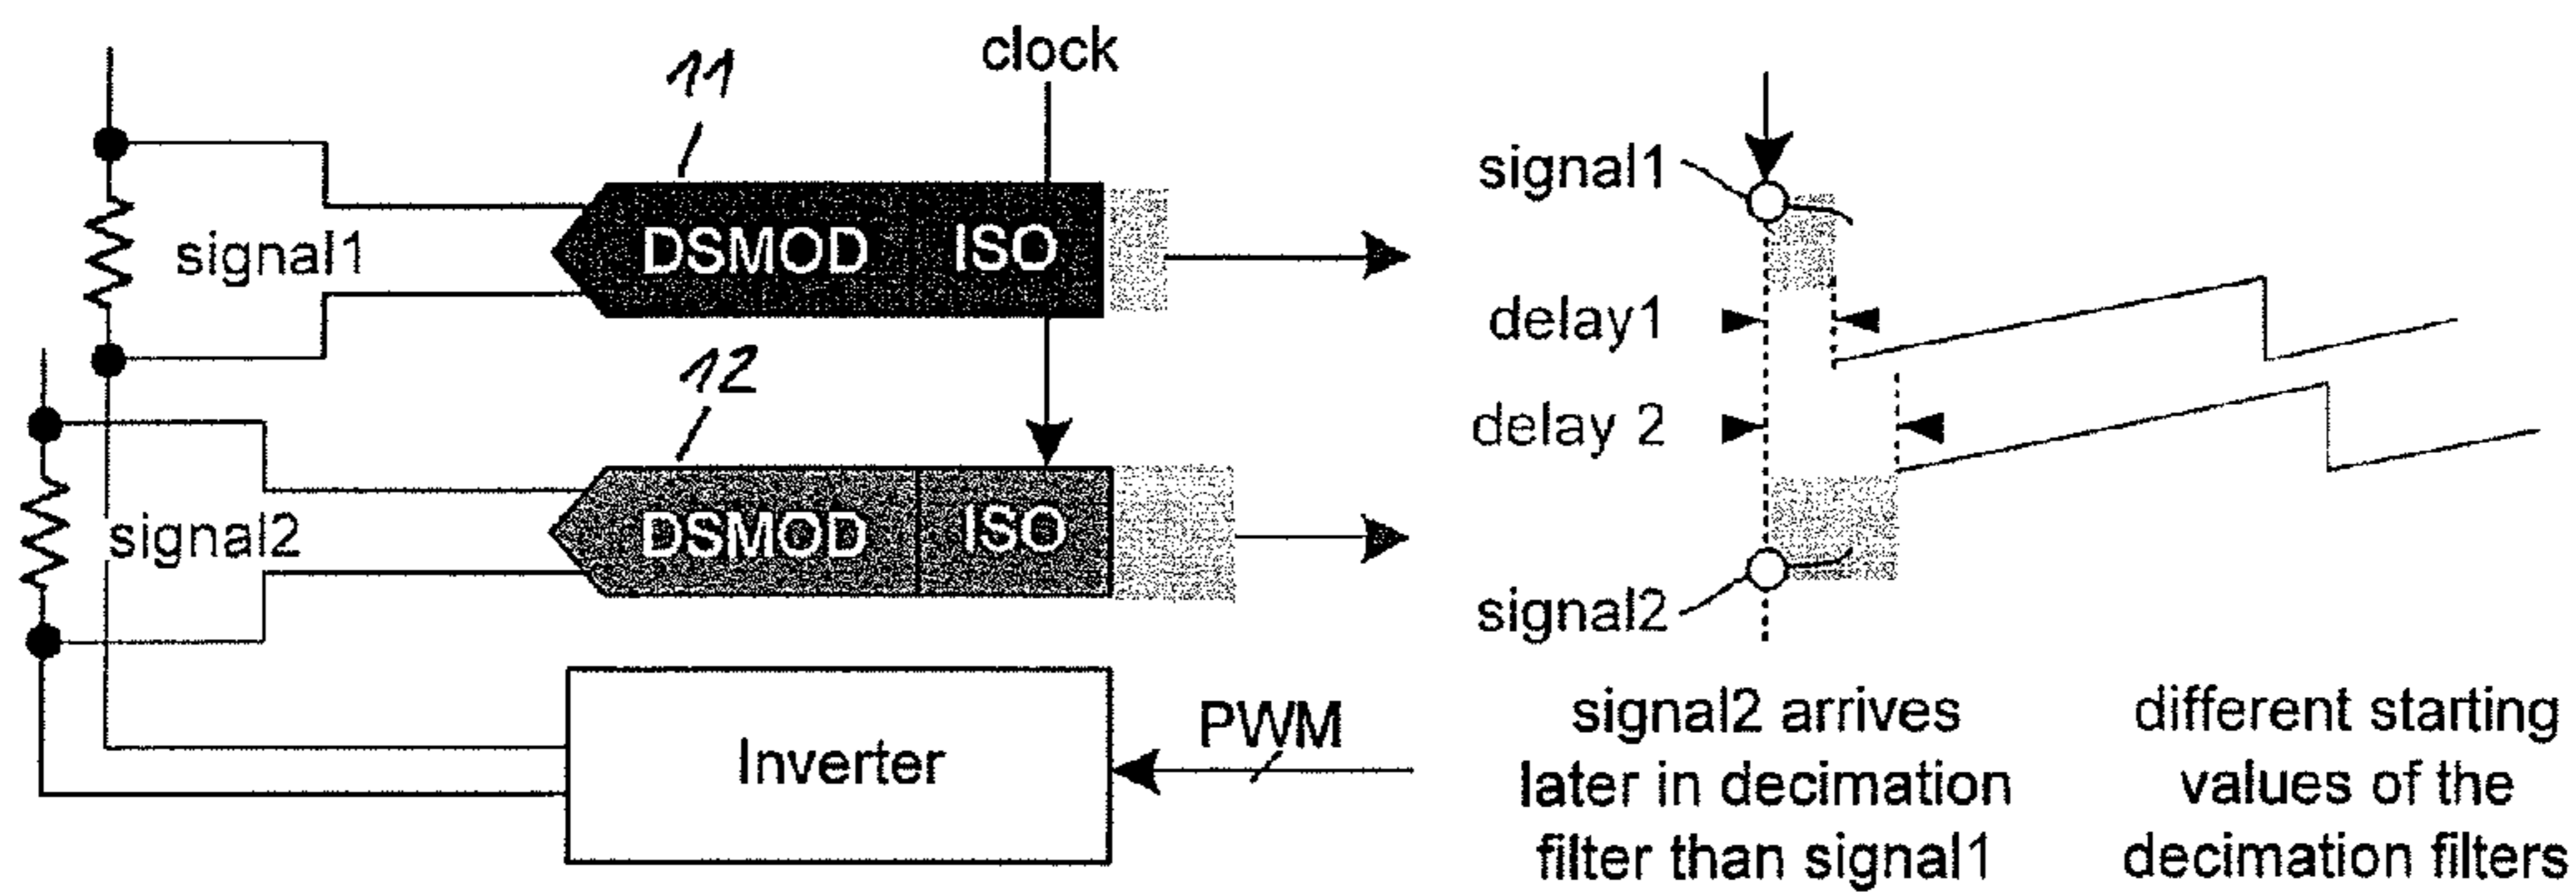 clock
11
signal1
DSMOD ISO
12
signal2
DSMOD ISO
Inverter
PWM
signal1
delay1
delay 2
signal2
signal2 arrives
later in decimation
filter than signal1
different starting
values of the
decimation filters